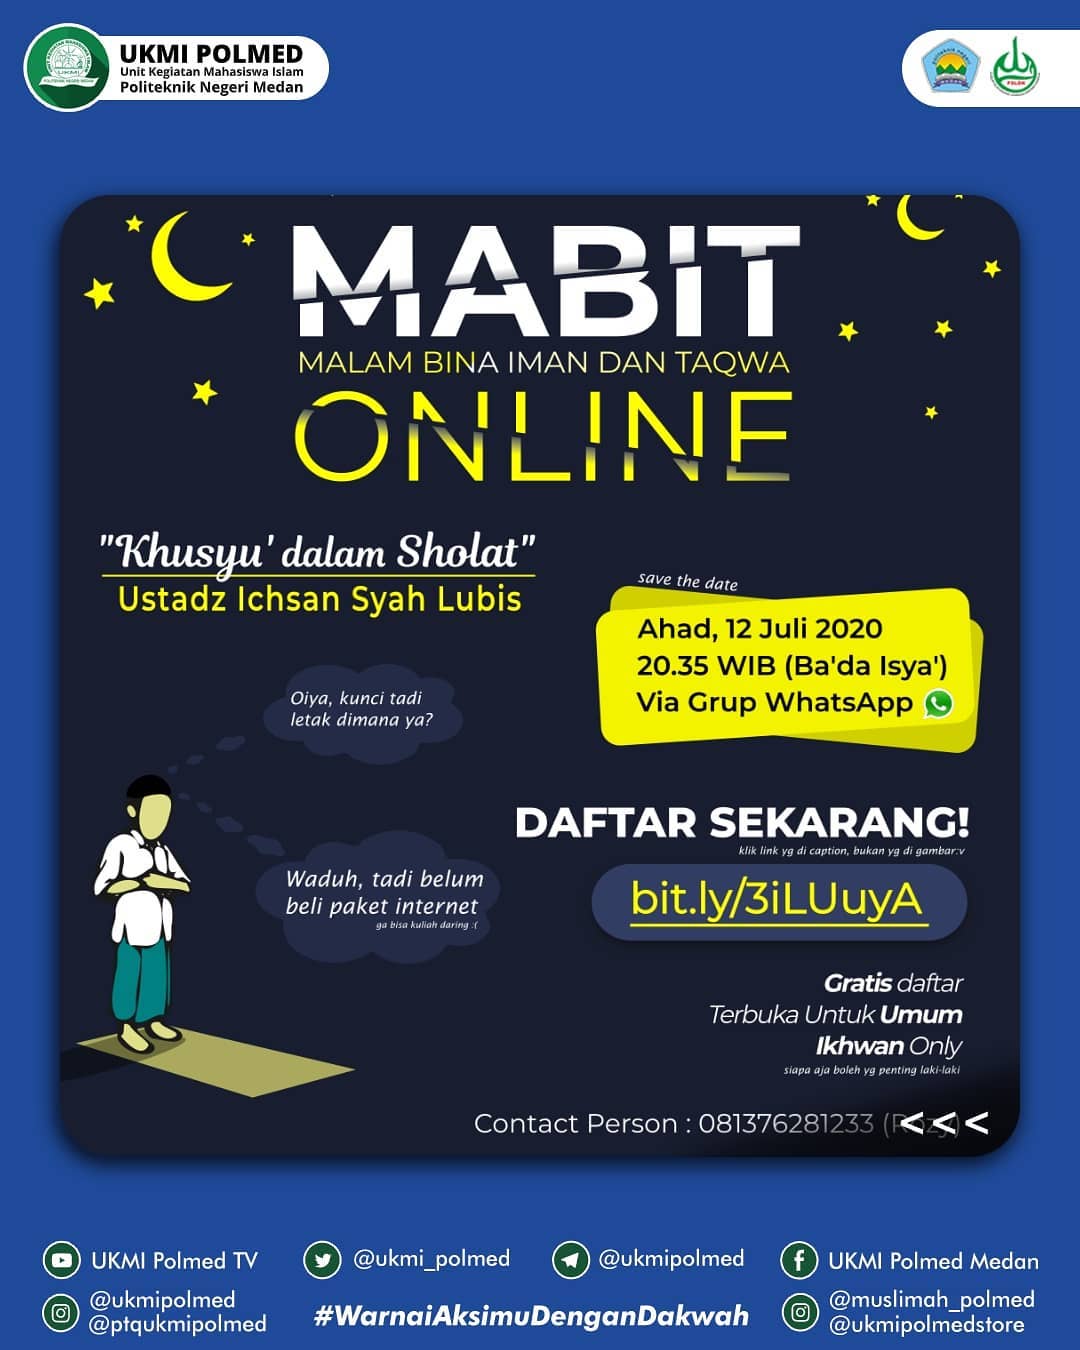 UKMI POLMED
Unit Kegiatan Mahasiswa Islam
Politeknik Negeri Medan
MABIT
MALAM BINA IMAN DAN TAQWA
ONLINE
"Khusyu' dalam Sholat"
Ustadz Ichsan Syah Lubis
save the date
Ahad, 12 Juli 2020
20.35 WIB (Ba'da Isya')
Via Grup WhatsApp
Oiya, kunci tadi
letak dimana ya?
Waduh, tadi belum
beli paket internet
ga bisa kuliah daring :(
DAFTAR SEKARANG!
klik link yg di caption, bukan yg di gambar:v
bit.ly/3iLUuyA
Gratis daftar
Terbuka Untuk Umum
Ikhwan Only
siapa aja boleh yg penting laki-laki
Contact Person : 081376281233 (Rozy)
<<<
UKMI Polmed TV
@ukmi_polmed
@ukmipolmed
UKMI Polmed Medan
@ukmipolmed
@ptqukmipolmed
#WarnaiAksimuDenganDakwah
@muslimah_polmed
@ukmipolmedstore